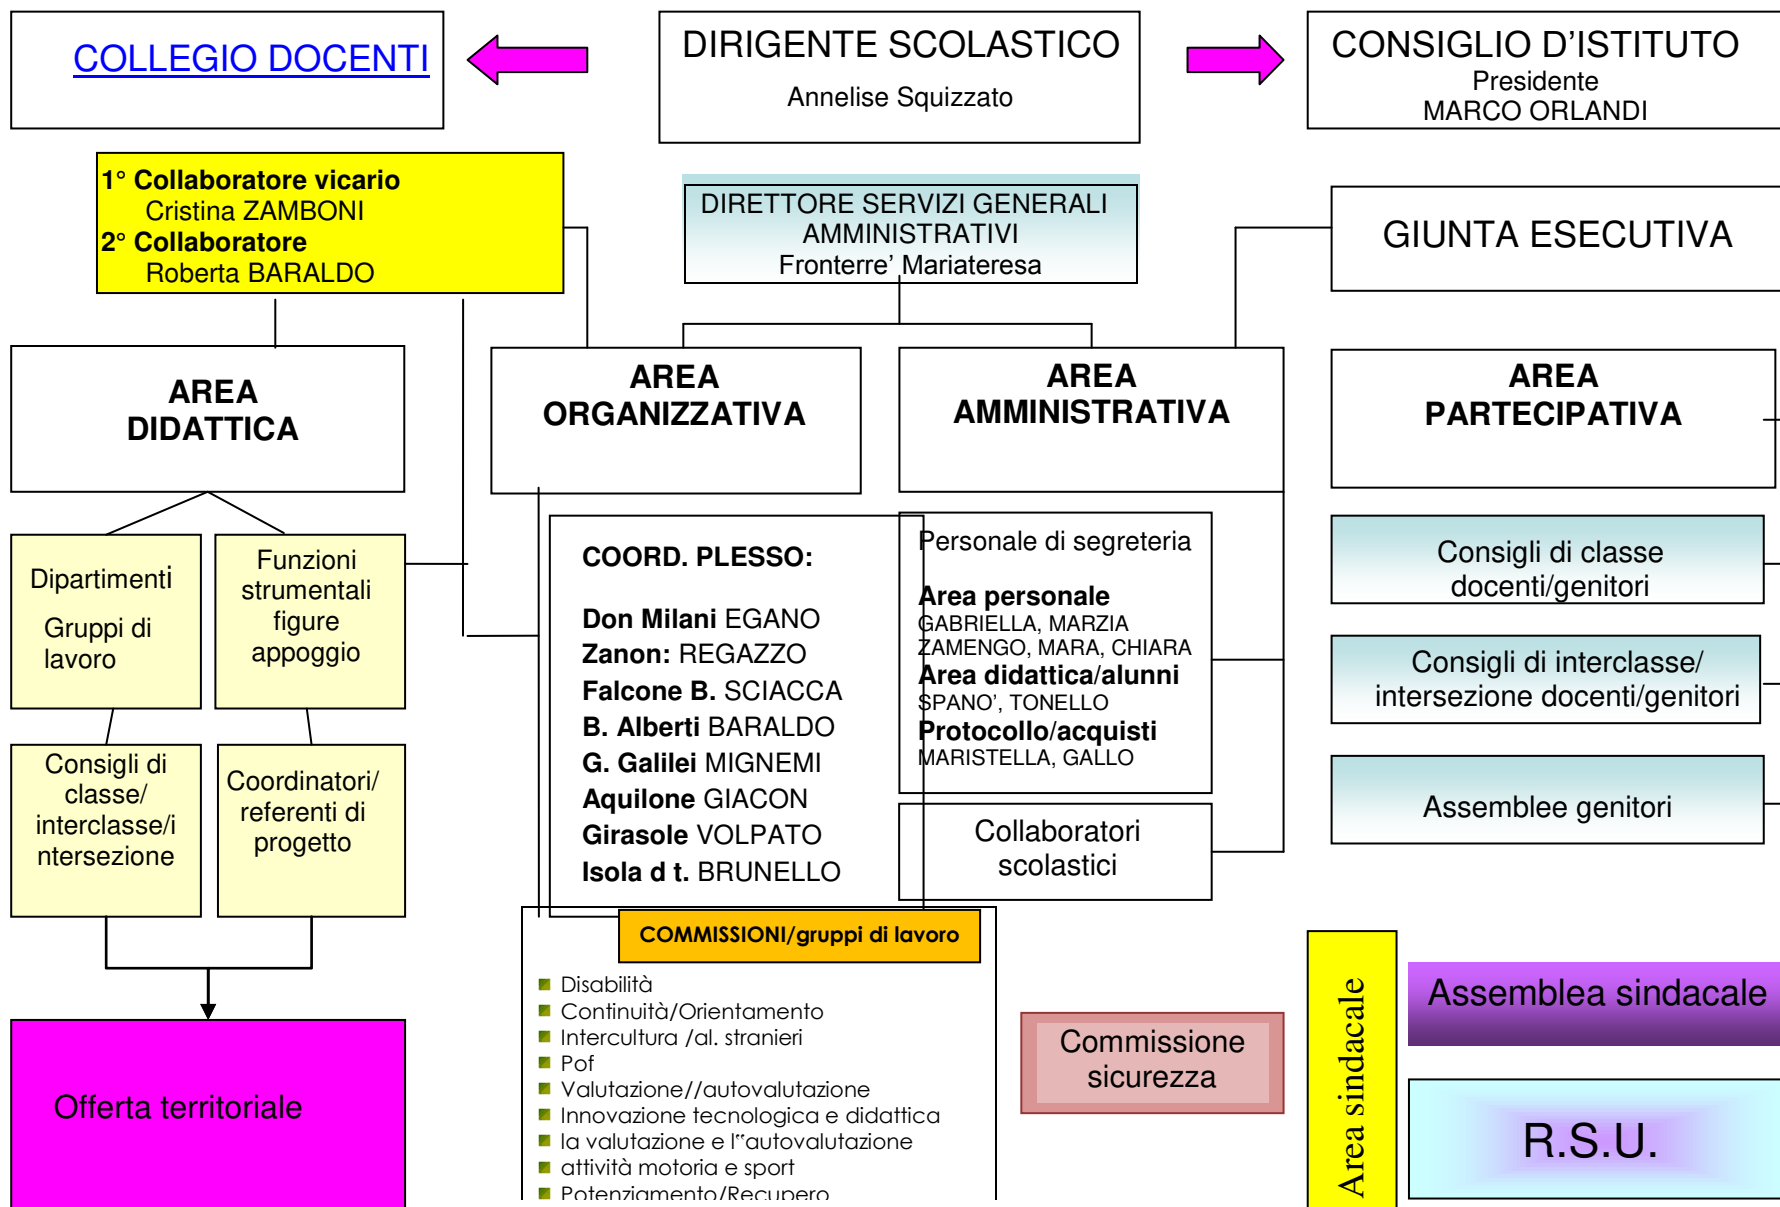 COLLEGIO DOCENTI
DIRIGENTE SCOLASTICO
Annelise Squizzato
CONSIGLIO D'ISTITUTO
Presidente
MARCO ORLANDI
1° Collaboratore vicario
Cristina ZAMBONI
2° Collaboratore
Roberta BARALDO
DIRETTORE SERVIZI GENERALI
AMMINISTRATIVI
Fronterre’ Mariateresa
GIUNTA ESECUTIVA
AREA
DIDATTICA
AREA
ORGANIZZATIVA
AREA
AMMINISTRATIVA
AREA
PARTECIPATIVA
Dipartimenti
Gruppi di
lavoro
Funzioni
strumentali
figure
appoggio
Consigli di
classe/
interclasse/i
ntersezione
Coordinatori/
referenti di
progetto
Offerta territoriale
COORD. PLESSO:
Don Milani EGANO
Zanon: REGAZZO
Falcone B. SCIACCA
B. Alberti BARALDO
G. Galilei MIGNEMI
Aquilone GIACON
Girasole VOLPATO
Isola d t. BRUNELLO
Personale di segreteria
Area personale
GABRIELLA, MARZIA
ZAMENGO, MARA, CHIARA
Area didattica/alunni
SPANO’, TONELLO
Protocollo/acquisti
MARISTELLA, GALLO
Collaboratori
scolastici
Consigli di classe
docenti/genitori
Consigli di interclasse/
intersezione docenti/genitori
Assemblee genitori
COMMISSIONI/gruppi di lavoro
Disabilità
Continuità/Orientamento
Intercultura /al. stranieri
Pof
Valutazione//autovalutazione
Innovazione tecnologica e didattica
la valutazione e l‟autovalutazione
attività motoria e sport
Potenziamento/Recupero
Commissione
sicurezza
Area sindacale
Assemblea sindacale
R.S.U.